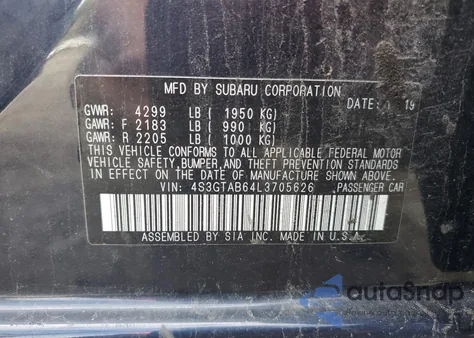 MFD BY SUBARU CORPORATION
DATE: 19
GVWR: 4299 LB ( 1950 KG)
GAWR: F 2183 LB ( 990 KG)
GAWR: R 2205 LB ( 1000 KG)
THIS VEHICLE CONFORMS TO ALL APPLICABLE FEDERAL MOTOR
VEHICLE SAFETY, BUMPER, AND THEFT PREVENTION STANDARDS
IN EFFECT ON THE DATE OF MANUFACTURE SHOWN ABOVE.
VIN: 4S3GTAB64L3705626 PASSENGER CAR
ASSEMBLED BY SIA INC. MADE IN U.S.A.
autoSnap